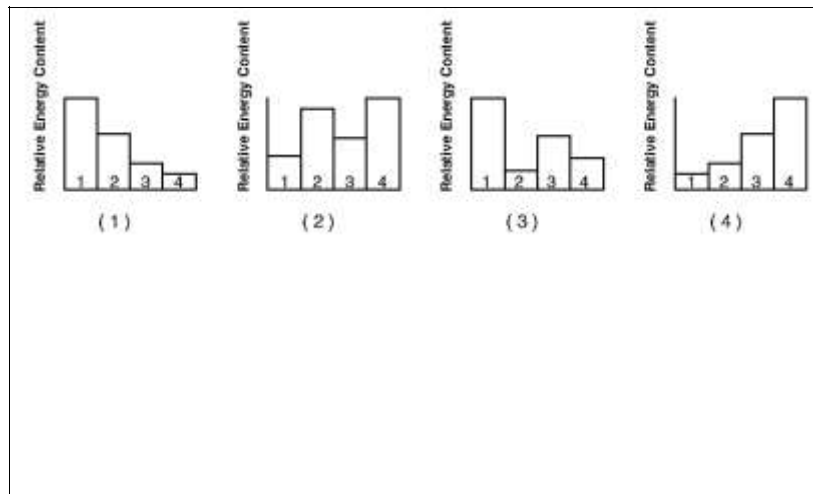 Relative Energy Content
1 2 3 4
(1)
Relative Energy Content
1 2 3 4
(2)
Relative Energy Content
1 2 3 4
(3)
Relative Energy Content
1 2 3 4
(4)